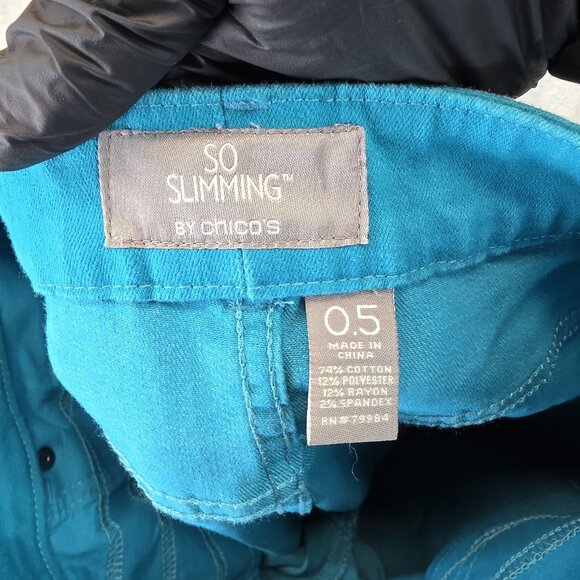 SO
SLIMMING™
BY chico's
0.5
MADE IN
CHINA
74% COTTON
12% POLYESTER
12% RAYON
2% SPANDEX
RN# 79984